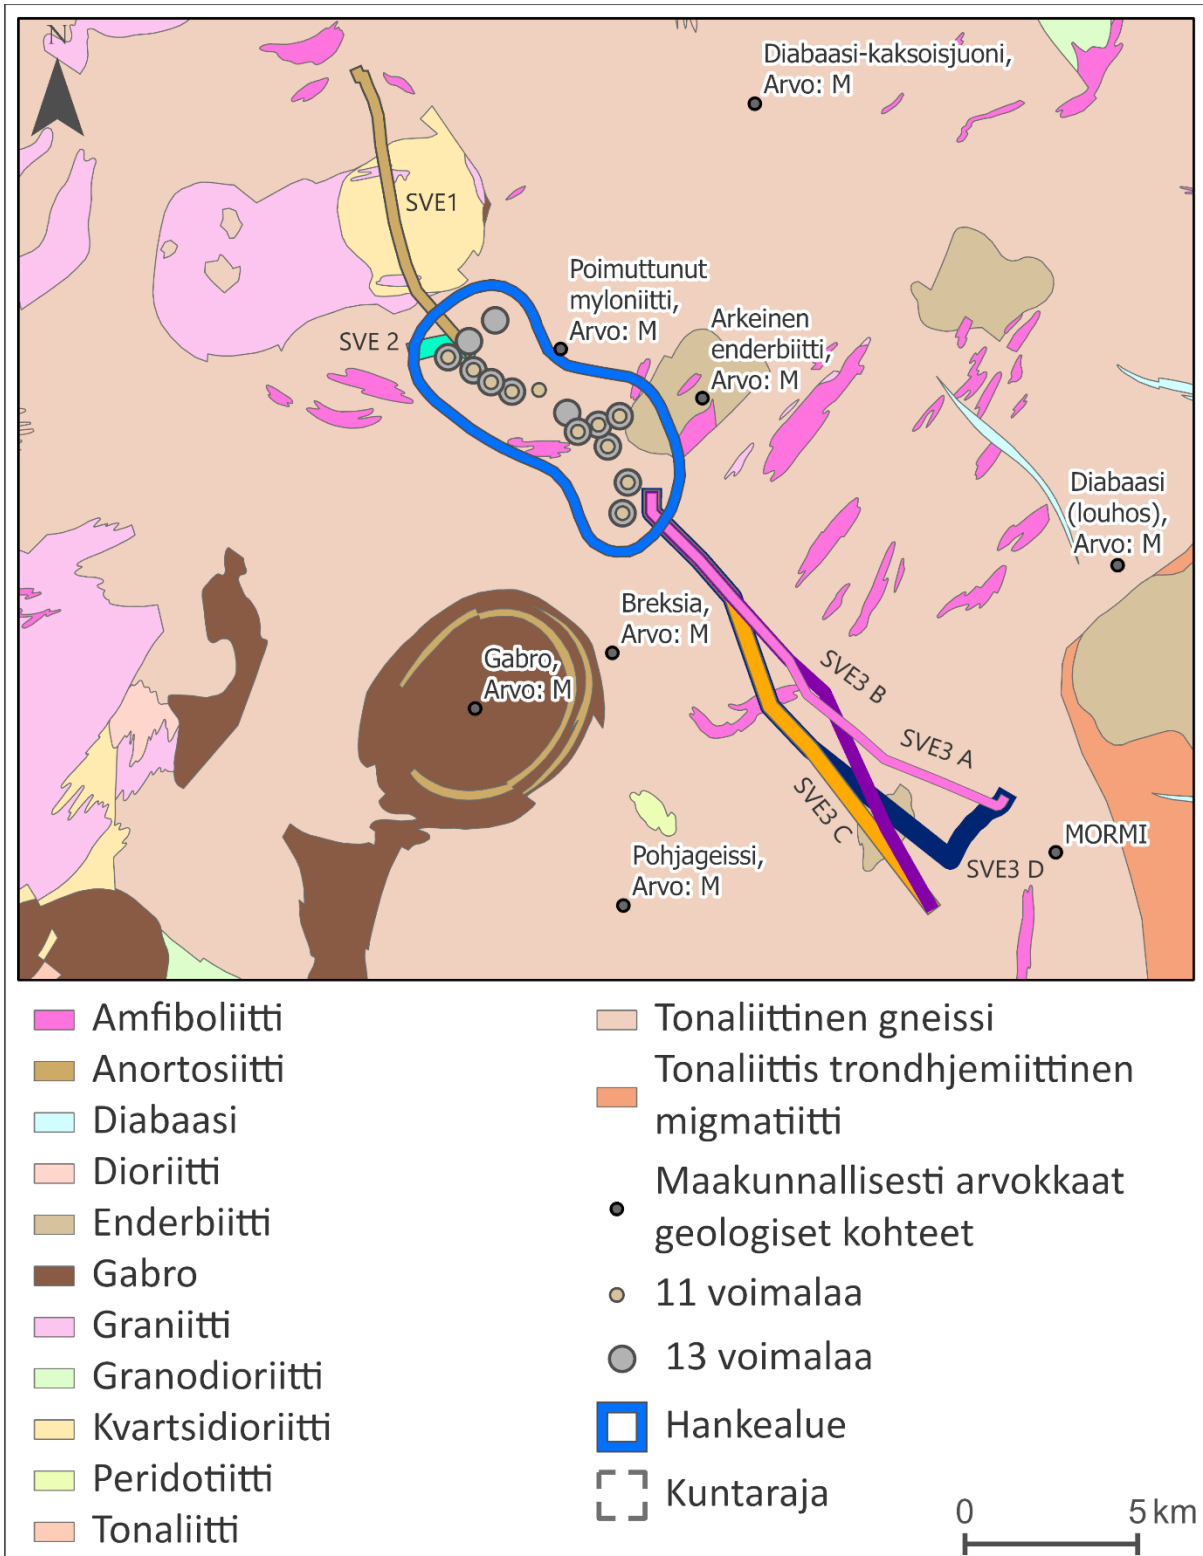 N
Diabaasi-kaksoisjuoni,
Arvo: M
SVE1
Poimuttunut
myloniitti,
Arvo: M
SVE 2
Arkeinen
enderbiitti,
Arvo: M
Diabaasi
(louhos),
Arvo: M
Breksia,
Arvo: M
Gabro,
Arvo: M
SVE3 B
SVE3 A
SVE3 C
MORMI
SVE3 D
Pohjageissi,
Arvo: M
Amfiboliitti
Anortosiitti
Diabaasi
Dioriitti
Enderbiitti
Gabro
Graniitti
Granodioriitti
Kvartsidioriitti
Peridotiitti
Tonaliitti
Tonaliittinen gneissi
Tonaliittis trondhjemiittinen
migmatiitti
Maakunnallisesti arvokkaat
geologiset kohteet
11 voimalaa
13 voimalaa
Hankealue
Kuntaraja
0 5 km